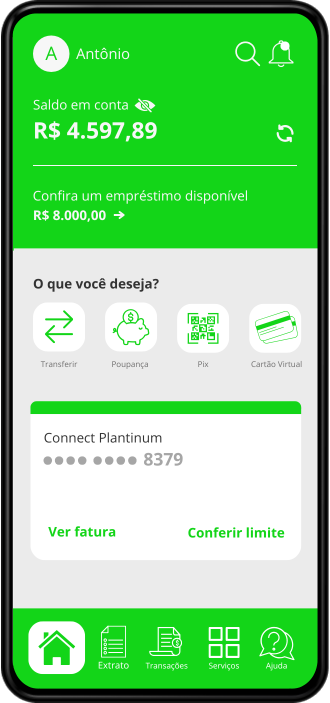 A Antônio
Saldo em conta
R$ 4.597,89
Confira um empréstimo disponível
R$ 8.000,00
O que você deseja?
Transferir Poupança Pix Cartão Virtual
Connect Plantinum
8379
Ver fatura Conferir limite
Extrato Transações Serviços Ajuda